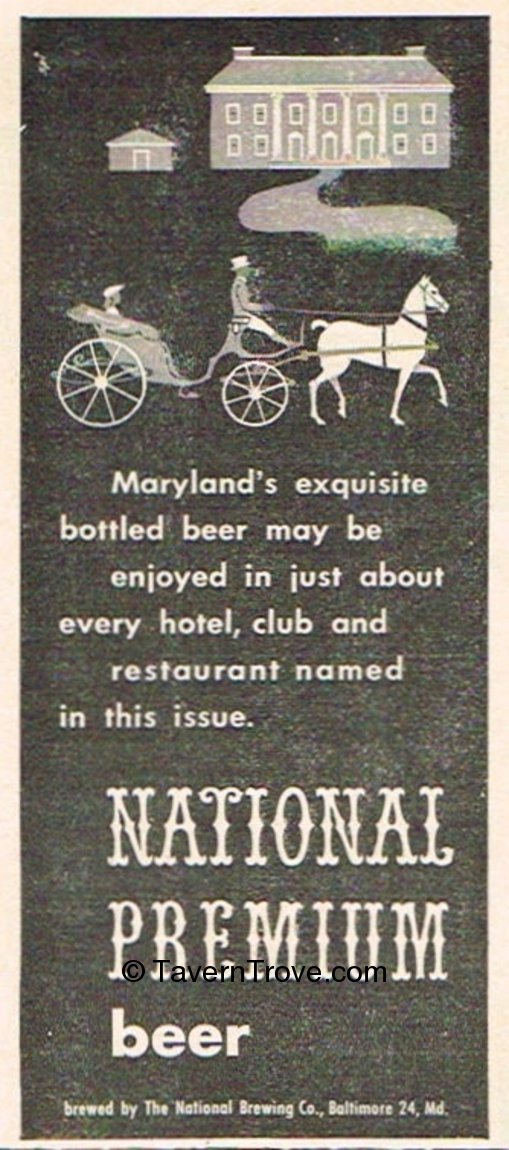 Maryland's exquisite
bottled beer may be
enjoyed in just about
every hotel, club and
restaurant named
in this issue.
NATIONAL
PREMIUM
© TavernTrove.com
beer
brewed by The National Brewing Co., Baltimore 24, Md.